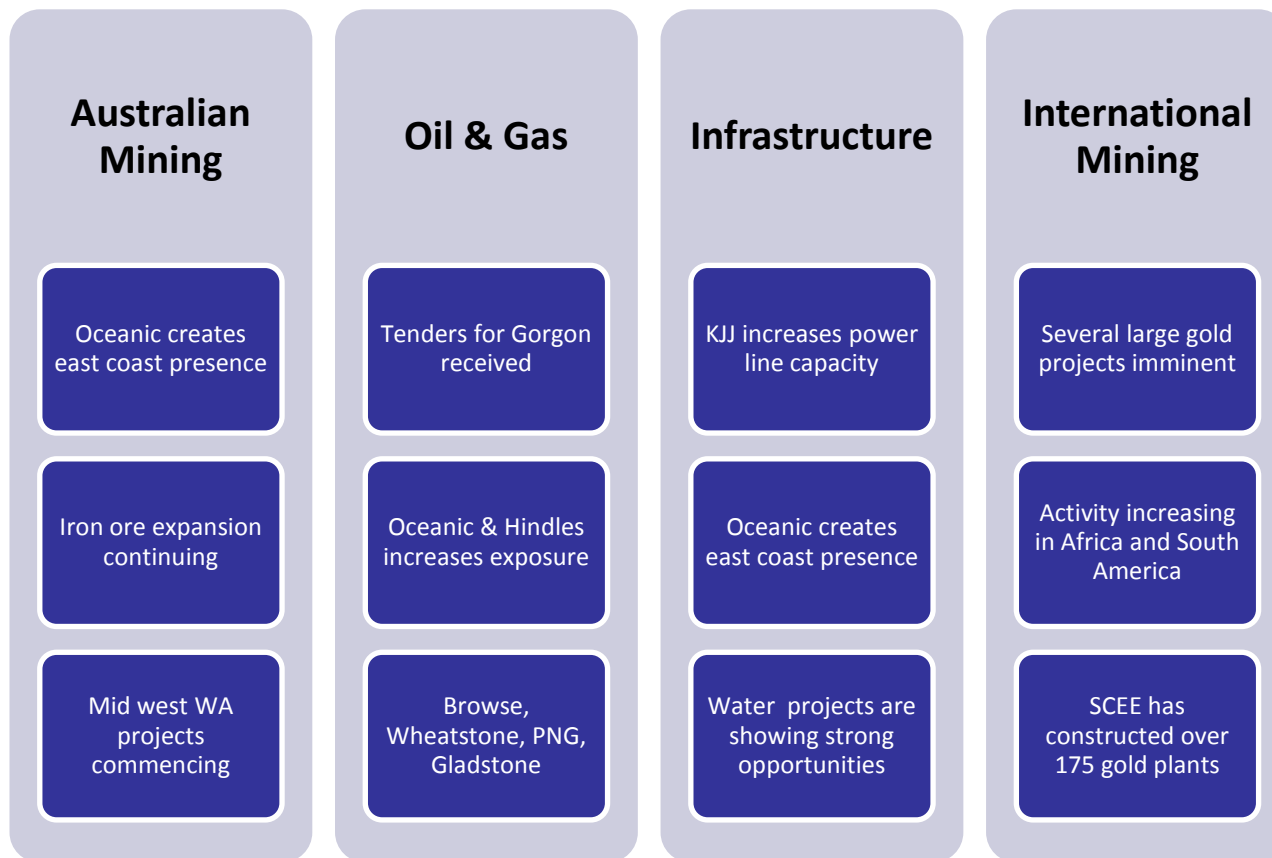 Australian
Mining
Oceanic creates
east coast presence
Iron ore expansion
continuing
Mid west WA
projects
commencing
Oil & Gas
Tenders for Gorgon
received
Oceanic & Hindles
increases exposure
Browse,
Wheatstone, PNG,
Gladstone
Infrastructure
KJJ increases power
line capacity
Oceanic creates
east coast presence
Water projects are
showing strong
opportunities
International
Mining
Several large gold
projects imminent
Activity increasing
in Africa and South
America
SCEE has
constructed over
175 gold plants